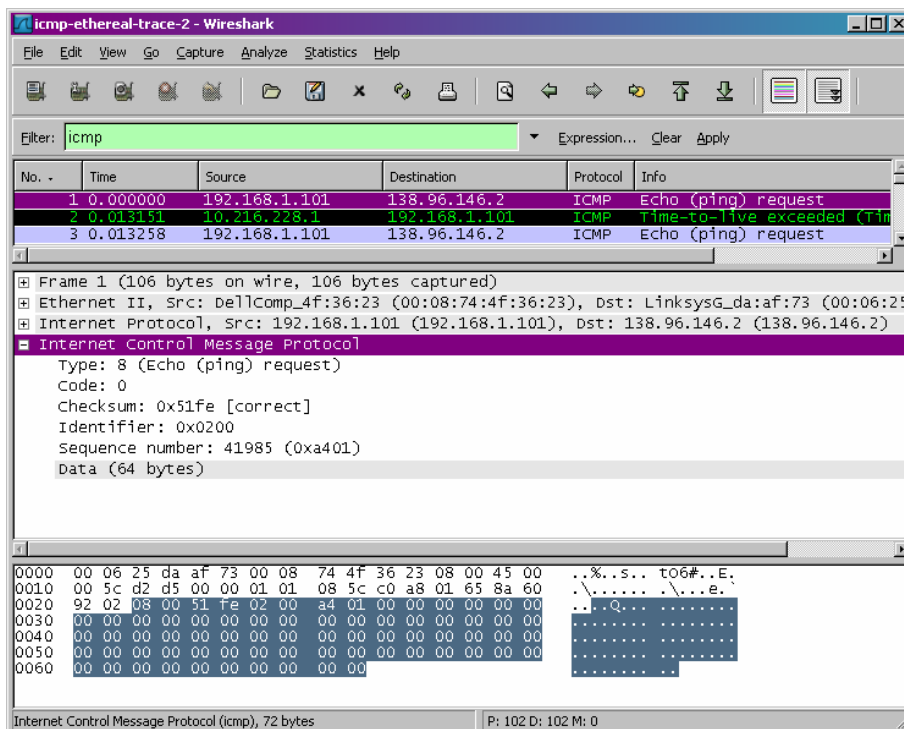 icmp-ethereal-trace-2 - Wireshark
File Edit View Go Capture Analyze Statistics Help
Filter: icmp Expression... Clear Apply
No. - Time Source Destination Protocol Info
1 0.000000 192.168.1.101 138.96.146.2 ICMP Echo (ping) request
2 0.013151 10.216.228.1 192.168.1.101 ICMP Time-to-live exceeded (Tim
3 0.013258 192.168.1.101 138.96.146.2 ICMP Echo (ping) request
Frame 1 (106 bytes on wire, 106 bytes captured)
Ethernet II, Src: DellComp_4f:36:23 (00:08:74:4f:36:23), Dst: LinksysG_da:af:73 (00:06:25
Internet Protocol, Src: 192.168.1.101 (192.168.1.101), Dst: 138.96.146.2 (138.96.146.2)
Internet Control Message Protocol
Type: 8 (Echo (ping) request)
Code: 0
Checksum: 0x51fe [correct]
Identifier: 0x0200
Sequence number: 41985 (0xa401)
Data (64 bytes)
0000 00 06 25 da af 73 00 08 74 4f 36 23 08 00 45 00 ..%..s.. tO6#..E.
0010 00 5c d2 d5 00 00 01 01 08 5c c0 a8 01 65 8a 60 .\...... .\...e.`
0020 92 02 08 00 51 fe 02 00 a4 01 00 00 00 00 00 00 ....Q... ........
0030 00 00 00 00 00 00 00 00 00 00 00 00 00 00 00 00 ........ ........
0040 00 00 00 00 00 00 00 00 00 00 00 00 00 00 00 00 ........ ........
0050 00 00 00 00 00 00 00 00 00 00 00 00 00 00 00 00 ........ ........
0060 00 00 00 00 00 00 00 00 00 00 ........ ..
Internet Control Message Protocol (icmp), 72 bytes P: 102 D: 102 M: 0